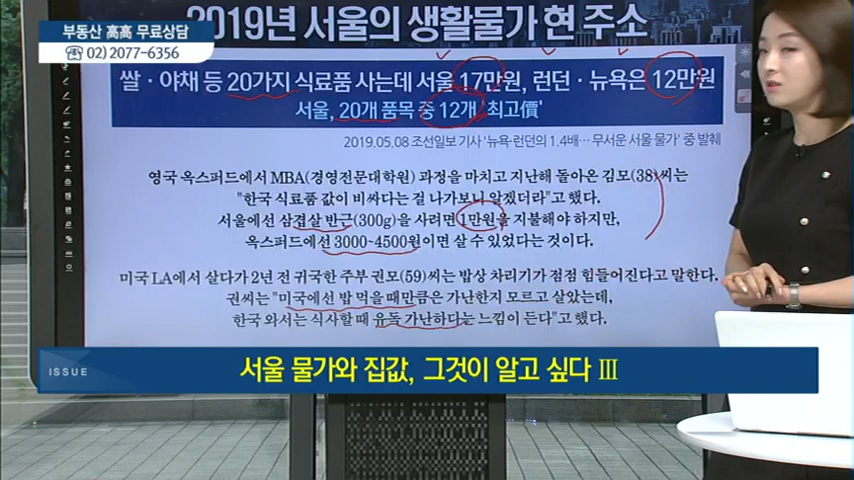 2019년 서울의 생활물가 현 주소
부동산 高高 무료상담
☎ 02) 2077-6356
쌀·야채 등 20가지 식료품 사는데 서울 17만원, 런던·뉴욕은 12만원
서울, 20개 품목 중 12개 '최고價'
2019.05.08 조선일보 기사 '뉴욕·런던의 1.4배… 무서운 서울 물가' 중 발췌
영국 옥스퍼드에서 MBA(경영전문대학원) 과정을 마치고 지난해 돌아온 김모(38)씨는
"한국 식료품 값이 비싸다는 걸 나가보니 알겠더라"고 했다.
서울에선 삼겹살 반근(300g)을 사려면 1만원을 지불해야 하지만,
옥스퍼드에선 3000~4500원이면 살 수 있었다는 것이다.
미국 LA에서 살다가 2년 전 귀국한 주부 권모(59)씨는 밥상 차리기가 점점 힘들어진다고 말한다.
권씨는 "미국에선 밥 먹을 때만큼은 가난한지 모르고 살았는데,
한국 와서는 식사할 때 유독 가난하다는 느낌이 든다"고 했다.
ISSUE
서울 물가와 집값, 그것이 알고 싶다 III